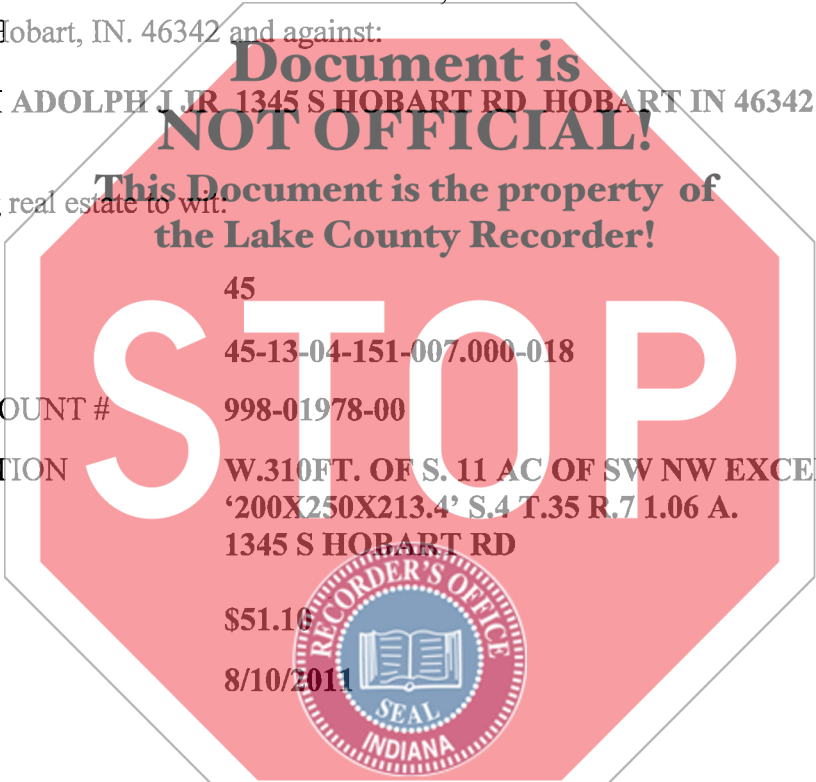 Hobart, IN. 46342 and against:
Document is
ADOLPH J JR 1345 S HOBART RD HOBART IN 46342
NOT OFFICIAL!
This Document is the property of
real estate to wit:
the Lake County Recorder!
45
STOP
45-13-04-151-007.000-018
OUNT # 998-01978-00
TION W.310FT. OF S. 11 AC OF SW NW EXCE
‘200X250X213.4’ S.4 T.35 R.7 1.06 A.
1345 S HOBART RD
RECORDER'S OFFICE
$51.10
8/10/2011
SEAL
INDIANA